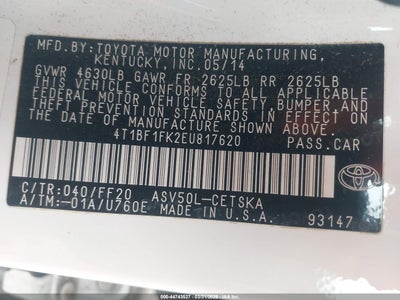 MFD.BY:TOYOTA MOTOR MANUFACTURING,
KENTUCKY,INC.05/14
GVWR 4630LB GAWR FR 2625LB RR 2625LB
THIS VEHICLE CONFORMS TO ALL APPLICABLE
FEDERAL MOTOR VEHICLE SAFETY,BUMPER,AND
THEFT PREVENTION STANDARDS IN EFFECT ON
THE DATE OF MANUFACTURE SHOWN ABOVE.
4T1BF1FK2EU817620 PASS.CAR
C/TR:040/FF20 ASV50L-CETSKA
A/TM:-01A/U760E MADE IN U.S.A.
TOYOTA
93147